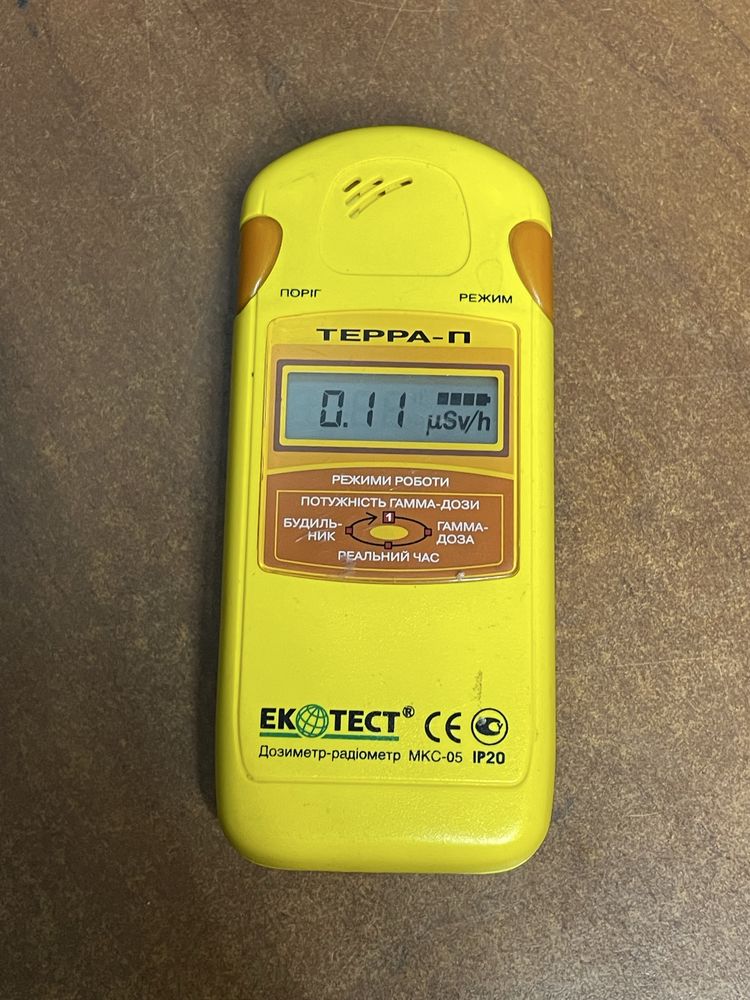 ПОРІГ РЕЖИМ
ТЕРРА-П
0.11 µSv/h
РЕЖИМИ РОБОТИ
ПОТУЖНІСТЬ ГАММА-ДОЗИ
1
БУДИЛЬ-
НИК
ГАММА-
ДОЗА
РЕАЛЬНИЙ ЧАС
ЕКОТЕСТ® CE
Дозиметр-радіометр МКС-05 IP20